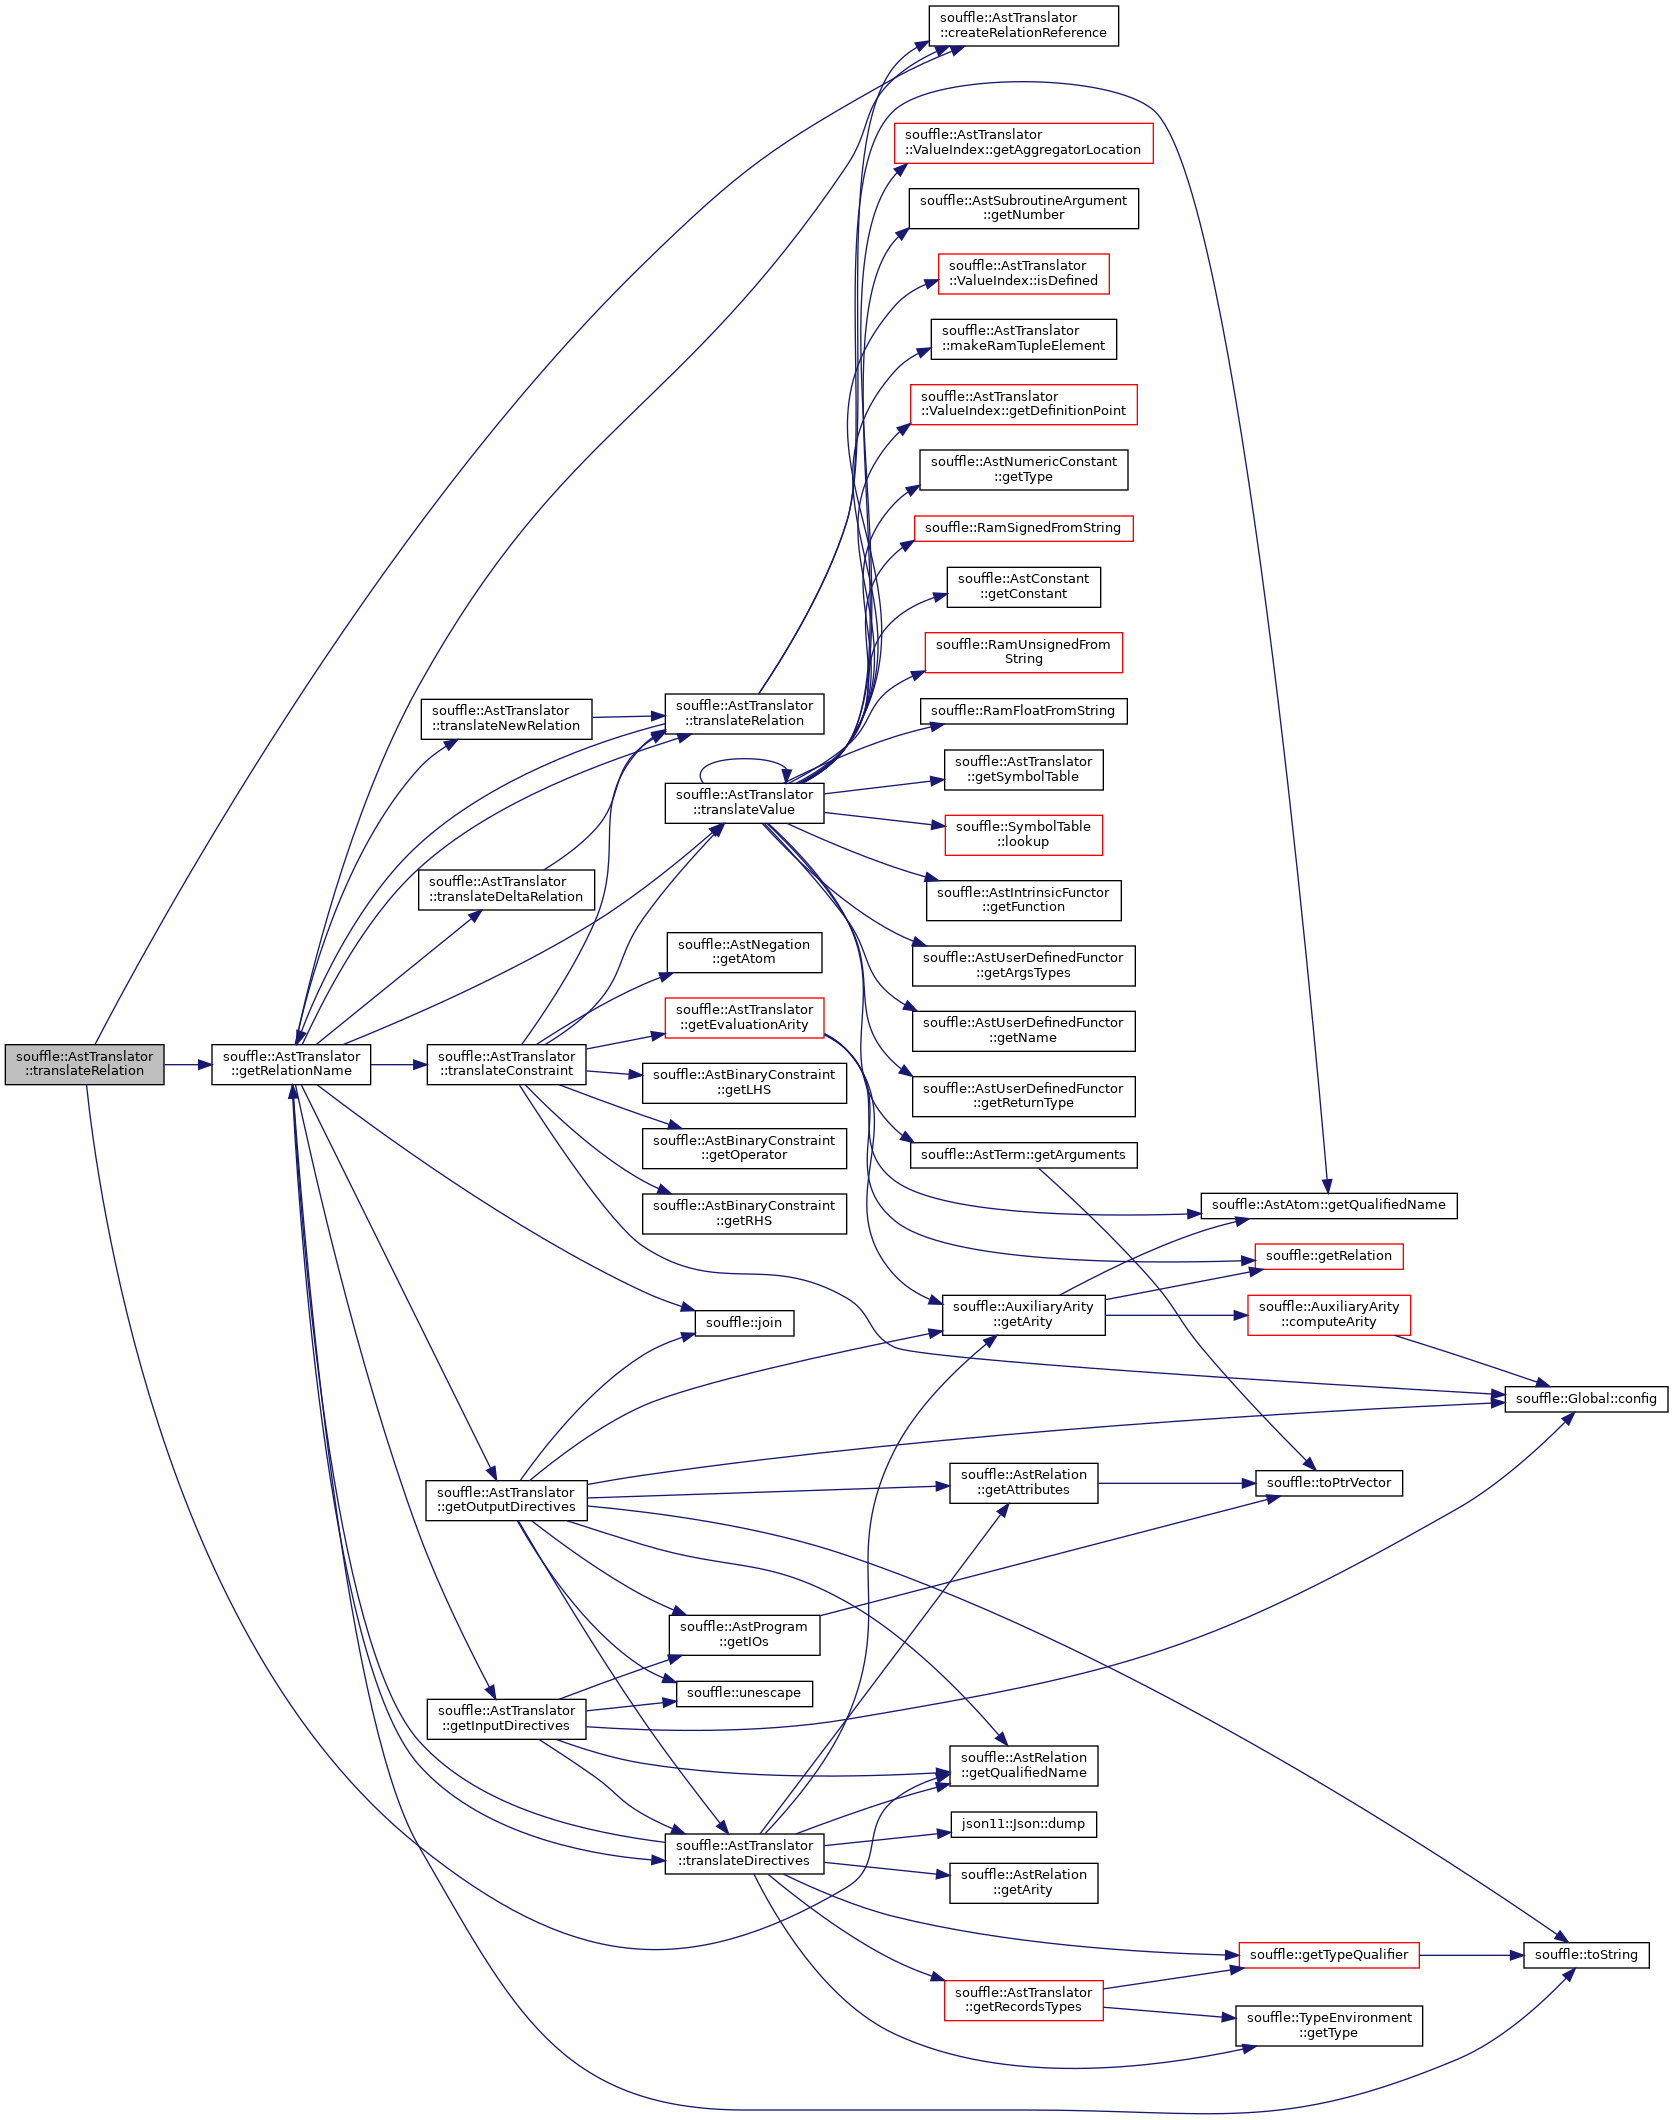 souffle::AstTranslator
::createRelationReference
souffle::AstTranslator
::ValueIndex::getAggregatorLocation
souffle::AstSubroutineArgument
::getNumber
souffle::AstTranslator
::ValueIndex::isDefined
souffle::AstTranslator
::makeRamTupleElement
souffle::AstTranslator
::ValueIndex::getDefinitionPoint
souffle::AstNumericConstant
::getType
souffle::RamSignedFromString
souffle::AstConstant
::getConstant
souffle::RamUnsignedFrom
String
souffle::AstTranslator
::translateNewRelation
souffle::AstTranslator
::translateRelation
souffle::RamFloatFromString
souffle::AstTranslator
::getSymbolTable
souffle::AstTranslator
::translateValue
souffle::SymbolTable
::lookup
souffle::AstTranslator
::translateDeltaRelation
souffle::AstIntrinsicFunctor
::getFunction
souffle::AstNegation
::getAtom
souffle::AstUserDefinedFunctor
::getArgsTypes
souffle::AstTranslator
::getEvaluationArity
souffle::AstUserDefinedFunctor
::getName
souffle::AstTranslator
::translateRelation
souffle::AstTranslator
::getRelationName
souffle::AstTranslator
::translateConstraint
souffle::AstBinaryConstraint
::getLHS
souffle::AstUserDefinedFunctor
::getReturnType
souffle::AstBinaryConstraint
::getOperator
souffle::AstTerm::getArguments
souffle::AstBinaryConstraint
::getRHS
souffle::AstAtom::getQualifiedName
souffle::getRelation
souffle::join
souffle::AuxiliaryArity
::getArity
souffle::AuxiliaryArity
::computeArity
souffle::Global::config
souffle::AstTranslator
::getOutputDirectives
souffle::AstRelation
::getAttributes
souffle::toPtrVector
souffle::AstProgram
::getIOs
souffle::unescape
souffle::AstTranslator
::getInputDirectives
souffle::AstRelation
::getQualifiedName
souffle::AstTranslator
::translateDirectives
json11::Json::dump
souffle::AstRelation
::getArity
souffle::getTypeQualifier
souffle::toString
souffle::AstTranslator
::getRecordsTypes
souffle::TypeEnvironment
::getType